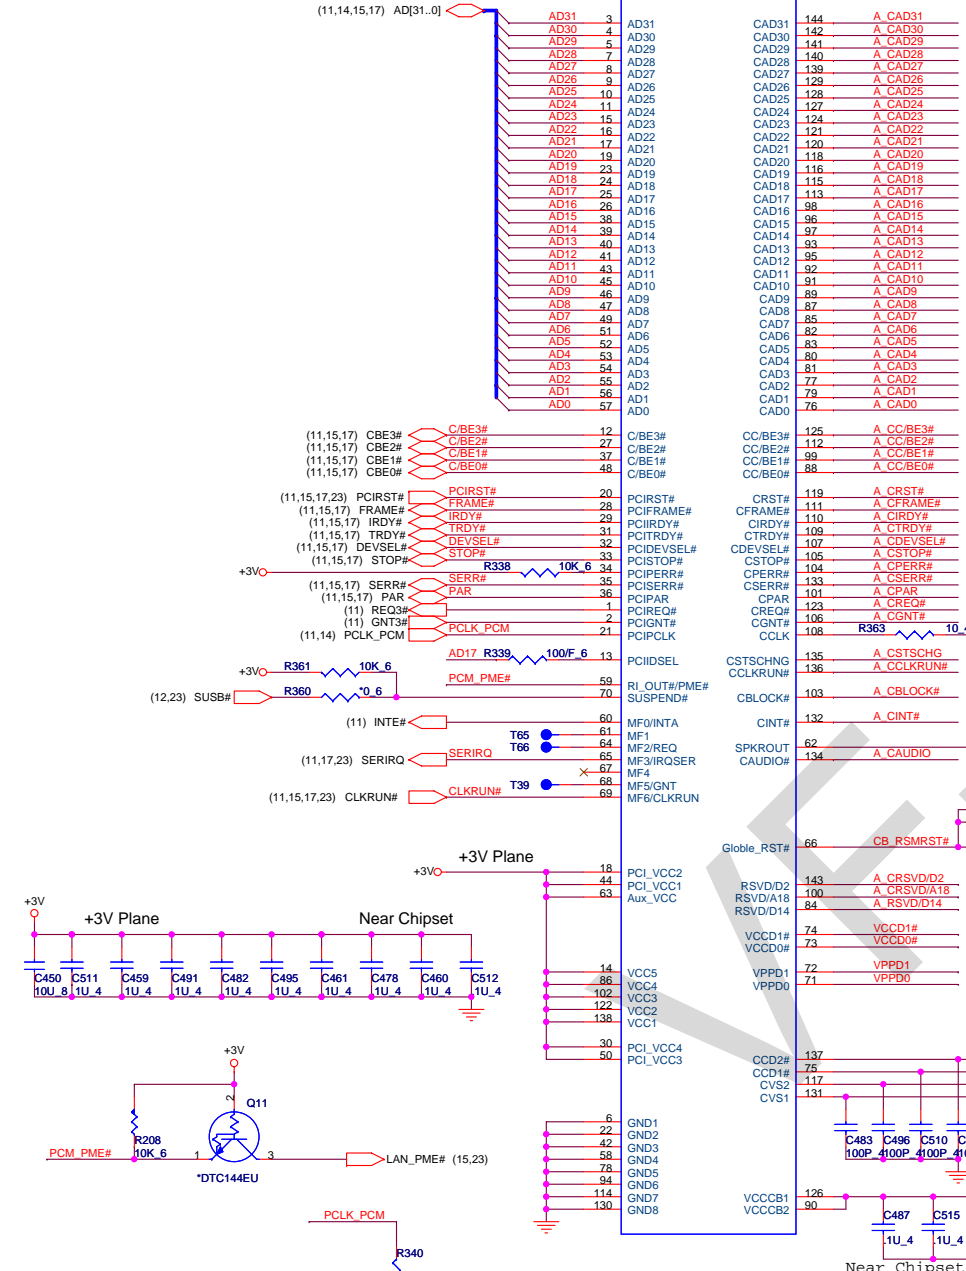 (11,14,15,17) AD[31..0]
AD31 3 AD31 CAD31 144 A_CAD31
AD30 4 AD30 CAD30 142 A_CAD30
AD29 5 AD29 CAD29 141 A_CAD29
AD28 7 AD28 CAD28 140 A_CAD28
AD27 8 AD27 CAD27 139 A_CAD27
AD26 9 AD26 CAD26 129 A_CAD26
AD25 10 AD25 CAD25 128 A_CAD25
AD24 11 AD24 CAD24 127 A_CAD24
AD23 15 AD23 CAD23 124 A_CAD23
AD22 16 AD22 CAD22 121 A_CAD22
AD21 17 AD21 CAD21 120 A_CAD21
AD20 19 AD20 CAD20 118 A_CAD20
AD19 23 AD19 CAD19 116 A_CAD19
AD18 24 AD18 CAD18 115 A_CAD18
AD17 25 AD17 CAD17 113 A_CAD17
AD16 26 AD16 CAD16 98 A_CAD16
AD15 38 AD15 CAD15 96 A_CAD15
AD14 39 AD14 CAD14 97 A_CAD14
AD13 40 AD13 CAD13 93 A_CAD13
AD12 41 AD12 CAD12 95 A_CAD12
AD11 43 AD11 CAD11 92 A_CAD11
AD10 45 AD10 CAD10 91 A_CAD10
AD9 46 AD9 CAD9 89 A_CAD9
AD8 47 AD8 CAD8 87 A_CAD8
AD7 49 AD7 CAD7 85 A_CAD7
AD6 51 AD6 CAD6 82 A_CAD6
AD5 52 AD5 CAD5 83 A_CAD5
AD4 53 AD4 CAD4 80 A_CAD4
AD3 54 AD3 CAD3 81 A_CAD3
AD2 55 AD2 CAD2 77 A_CAD2
AD1 56 AD1 CAD1 79 A_CAD1
AD0 57 AD0 CAD0 76 A_CAD0
(11,15,17) CBE3# C/BE3# 12 C/BE3# CC/BE3# 125 A_CC/BE3#
(11,15,17) CBE2# C/BE2# 27 C/BE2# CC/BE2# 112 A_CC/BE2#
(11,15,17) CBE1# C/BE1# 37 C/BE1# CC/BE1# 99 A_CC/BE1#
(11,15,17) CBE0# C/BE0# 48 C/BE0# CC/BE0# 88 A_CC/BE0#
(11,15,17,23) PCIRST# PCIRST# 20 PCIRST# CRST# 119 A_CRST#
(11,15,17) FRAME# FRAME# 28 PCIFRAME# CFRAME# 111 A_CFRAME#
(11,15,17) IRDY# IRDY# 29 PCIIRDY# CIRDY# 110 A_CIRDY#
(11,15,17) TRDY# TRDY# 31 PCITRDY# CTRDY# 109 A_CTRDY#
(11,15,17) DEVSEL# DEVSEL# 32 PCIDEVSEL# CDEVSEL# 107 A_CDEVSEL#
(11,15,17) STOP# STOP# 33 PCISTOP# CSTOP# 105 A_CSTOP#
+3V R338 10K_6 34 PCIPERR# CPERR# 104 A_CPERR#
(11,15,17) SERR# SERR# 35 PCISERR# CSERR# 133 A_CSERR#
(11,15,17) PAR PAR 36 PCIPAR CPAR 101 A_CPAR
(11) REQ3# 1 PCIREQ# CREQ# 123 A_CREQ#
(11) GNT3# 2 PCIGNT# CGNT# 106 A_CGNT#
(11,14) PCLK_PCM PCLK_PCM 21 PCIPCLK CCLK 108 R363 10_
AD17 R339 100/F_6 13 PCIIDSEL CSTSCHNG 135 A_CSTSCHG
+3V R361 10K_6 CCLKRUN# 136 A_CCLKRUN#
PCM_PME# 59 RI_OUT#/PME#
(12,23) SUSB# R360 *0_6 70 SUSPEND# CBLOCK# 103 A_CBLOCK#
(11) INTE# 60 MF0/INTA CINT# 132 A_CINT#
T65 61 MF1
T66 64 MF2/REQ SPKROUT 62
(11,17,23) SERIRQ SERIRQ 65 MF3/IRQSER CAUDIO# 134 A_CAUDIO
67 MF4
T39 68 MF5/GNT
(11,15,17,23) CLKRUN# CLKRUN# 69 MF6/CLKRUN
Globle_RST# 66 CB_RSMRST#
+3V Plane
+3V 18 PCI_VCC2
44 PCI_VCC1 RSVD/D2 143 A_CRSVD/D2
63 Aux_VCC RSVD/A18 100 A_CRSVD/A18
RSVD/D14 84 A_RSVD/D14
+3V
+3V Plane Near Chipset
VCCD1# 74 VCCD1#
VCCD0# 73 VCCD0#
14 VCC5 VPPD1 72 VPPD1
86 VCC4 VPPD0 71 VPPD0
102 VCC3
122 VCC2
138 VCC1
C450 C511 C459 C491 C482 C495 C461 C478 C460 C512
10U_8 .1U_4 .1U_4 .1U_4 .1U_4 .1U_4 .1U_4 .1U_4 .1U_4 .1U_4
30 PCI_VCC4
50 PCI_VCC3 CCD2# 137
CCD1# 75
CVS2 117
CVS1 131
+3V
2 Q11
R208
10K_6
PCM_PME# 1 3 LAN_PME# (15,23)
*DTC144EU
6 GND1
22 GND2
42 GND3
58 GND4
78 GND5
94 GND6
114 GND7 VCCCB1 126
130 GND8 VCCCB2 90
C483 C496 C510
100P_4 100P_4 100P_4
C487 C515
.1U_4 .1U_4
PCLK_PCM
R340
Near Chipset